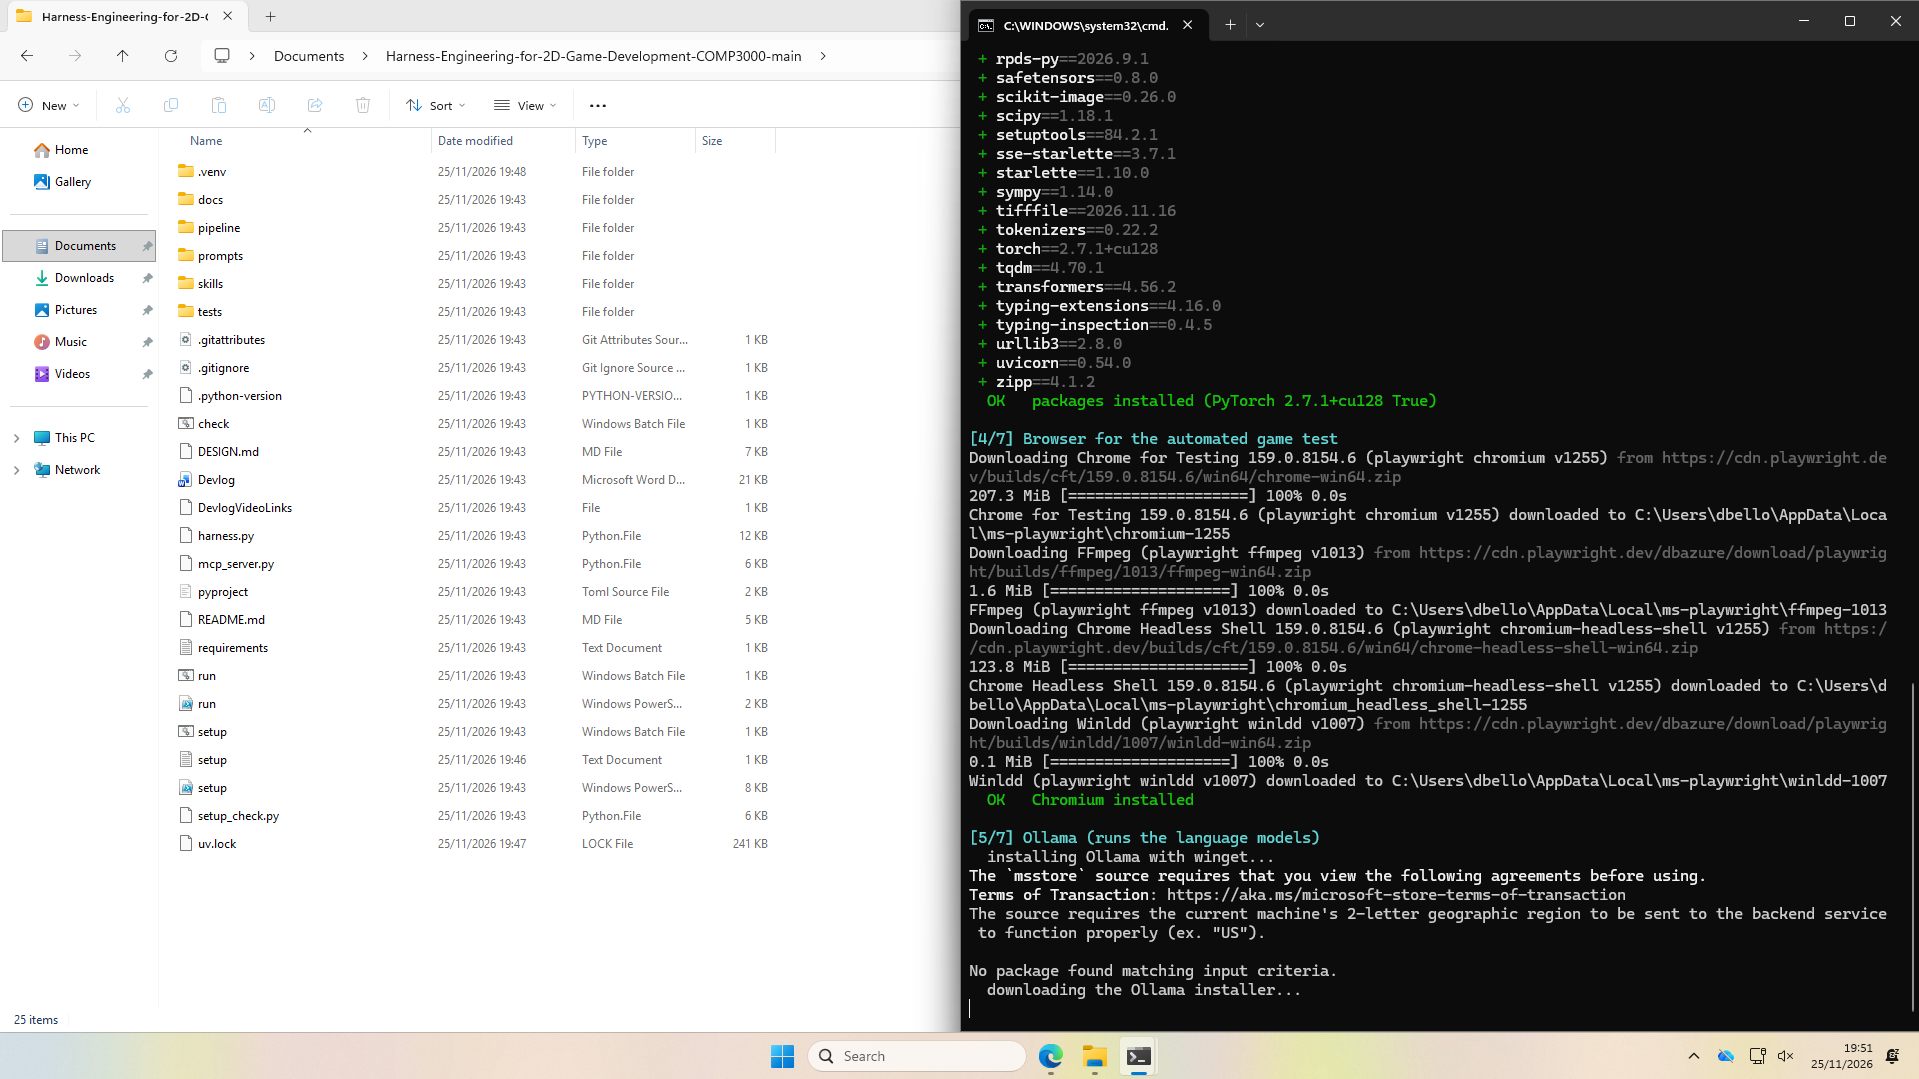 Harness-Engineering-for-2D-G
Documents
Harness-Engineering-for-2D-Game-Development-COMP3000-main
New
Sort
View
Name
Date modified
Type
Size
Home
Gallery
Documents
Downloads
Pictures
Music
Videos
This PC
Network
.venv 25/11/2026 19:48 File folder
docs 25/11/2026 19:43 File folder
pipeline 25/11/2026 19:43 File folder
prompts 25/11/2026 19:43 File folder
skills 25/11/2026 19:43 File folder
tests 25/11/2026 19:43 File folder
.gitattributes 25/11/2026 19:43 Git Attributes Sour... 1 KB
.gitignore 25/11/2026 19:43 Git Ignore Source ... 1 KB
.python-version 25/11/2026 19:43 PYTHON-VERSIO... 1 KB
check 25/11/2026 19:43 Windows Batch File 1 KB
DESIGN.md 25/11/2026 19:43 MD File 7 KB
Devlog 25/11/2026 19:43 Microsoft Word D... 21 KB
DevlogVideoLinks 25/11/2026 19:43 File 1 KB
harness.py 25/11/2026 19:43 Python.File 12 KB
mcp_server.py 25/11/2026 19:43 Python.File 6 KB
pyproject 25/11/2026 19:43 Toml Source File 2 KB
README.md 25/11/2026 19:43 MD File 5 KB
requirements 25/11/2026 19:43 Text Document 1 KB
run 25/11/2026 19:43 Windows Batch File 1 KB
run 25/11/2026 19:43 Windows PowerS... 2 KB
setup 25/11/2026 19:43 Windows Batch File 1 KB
setup 25/11/2026 19:46 Text Document 1 KB
setup 25/11/2026 19:43 Windows PowerS... 8 KB
setup_check.py 25/11/2026 19:43 Python.File 6 KB
uv.lock 25/11/2026 19:47 LOCK File 241 KB
25 items
C:\WINDOWS\system32\cmd.
+ rpds-py==2026.9.1
+ safetensors==0.8.0
+ scikit-image==0.26.0
+ scipy==1.18.1
+ setuptools==84.2.1
+ sse-starlette==3.7.1
+ starlette==1.10.0
+ sympy==1.14.0
+ tifffile==2026.11.16
+ tokenizers==0.22.2
+ torch==2.7.1+cu128
+ tqdm==4.70.1
+ transformers==4.56.2
+ typing-extensions==4.16.0
+ typing-inspection==0.4.5
+ urllib3==2.8.0
+ uvicorn==0.54.0
+ zipp==4.1.2
OK packages installed (PyTorch 2.7.1+cu128 True)
[4/7] Browser for the automated game test
Downloading Chrome for Testing 159.0.8154.6 (playwright chromium v1255) from https://cdn.playwright.de
v/builds/cft/159.0.8154.6/win64/chrome-win64.zip
207.3 MiB [====================] 100% 0.0s
Chrome for Testing 159.0.8154.6 (playwright chromium v1255) downloaded to C:\Users\dbello\AppData\Loca
l\ms-playwright\chromium-1255
Downloading FFmpeg (playwright ffmpeg v1013) from https://cdn.playwright.dev/dbazure/download/playwrig
ht/builds/ffmpeg/1013/ffmpeg-win64.zip
1.6 MiB [====================] 100% 0.0s
FFmpeg (playwright ffmpeg v1013) downloaded to C:\Users\dbello\AppData\Local\ms-playwright\ffmpeg-1013
Downloading Chrome Headless Shell 159.0.8154.6 (playwright chromium-headless-shell v1255) from https:/
/cdn.playwright.dev/builds/cft/159.0.8154.6/win64/chrome-headless-shell-win64.zip
123.8 MiB [====================] 100% 0.0s
Chrome Headless Shell 159.0.8154.6 (playwright chromium-headless-shell v1255) downloaded to C:\Users\d
bello\AppData\Local\ms-playwright\chromium_headless_shell-1255
Downloading Winldd (playwright winldd v1007) from https://cdn.playwright.dev/dbazure/download/playwrig
ht/builds/winldd/1007/winldd-win64.zip
0.1 MiB [====================] 100% 0.0s
Winldd (playwright winldd v1007) downloaded to C:\Users\dbello\AppData\Local\ms-playwright\winldd-1007
OK Chromium installed
[5/7] Ollama (runs the language models)
installing Ollama with winget...
The `msstore` source requires that you view the following agreements before using.
Terms of Transaction: https://aka.ms/microsoft-store-terms-of-transaction
The source requires the current machine's 2-letter geographic region to be sent to the backend service
to function properly (ex. "US").
No package found matching input criteria.
downloading the Ollama installer...
Search
19:51
25/11/2026